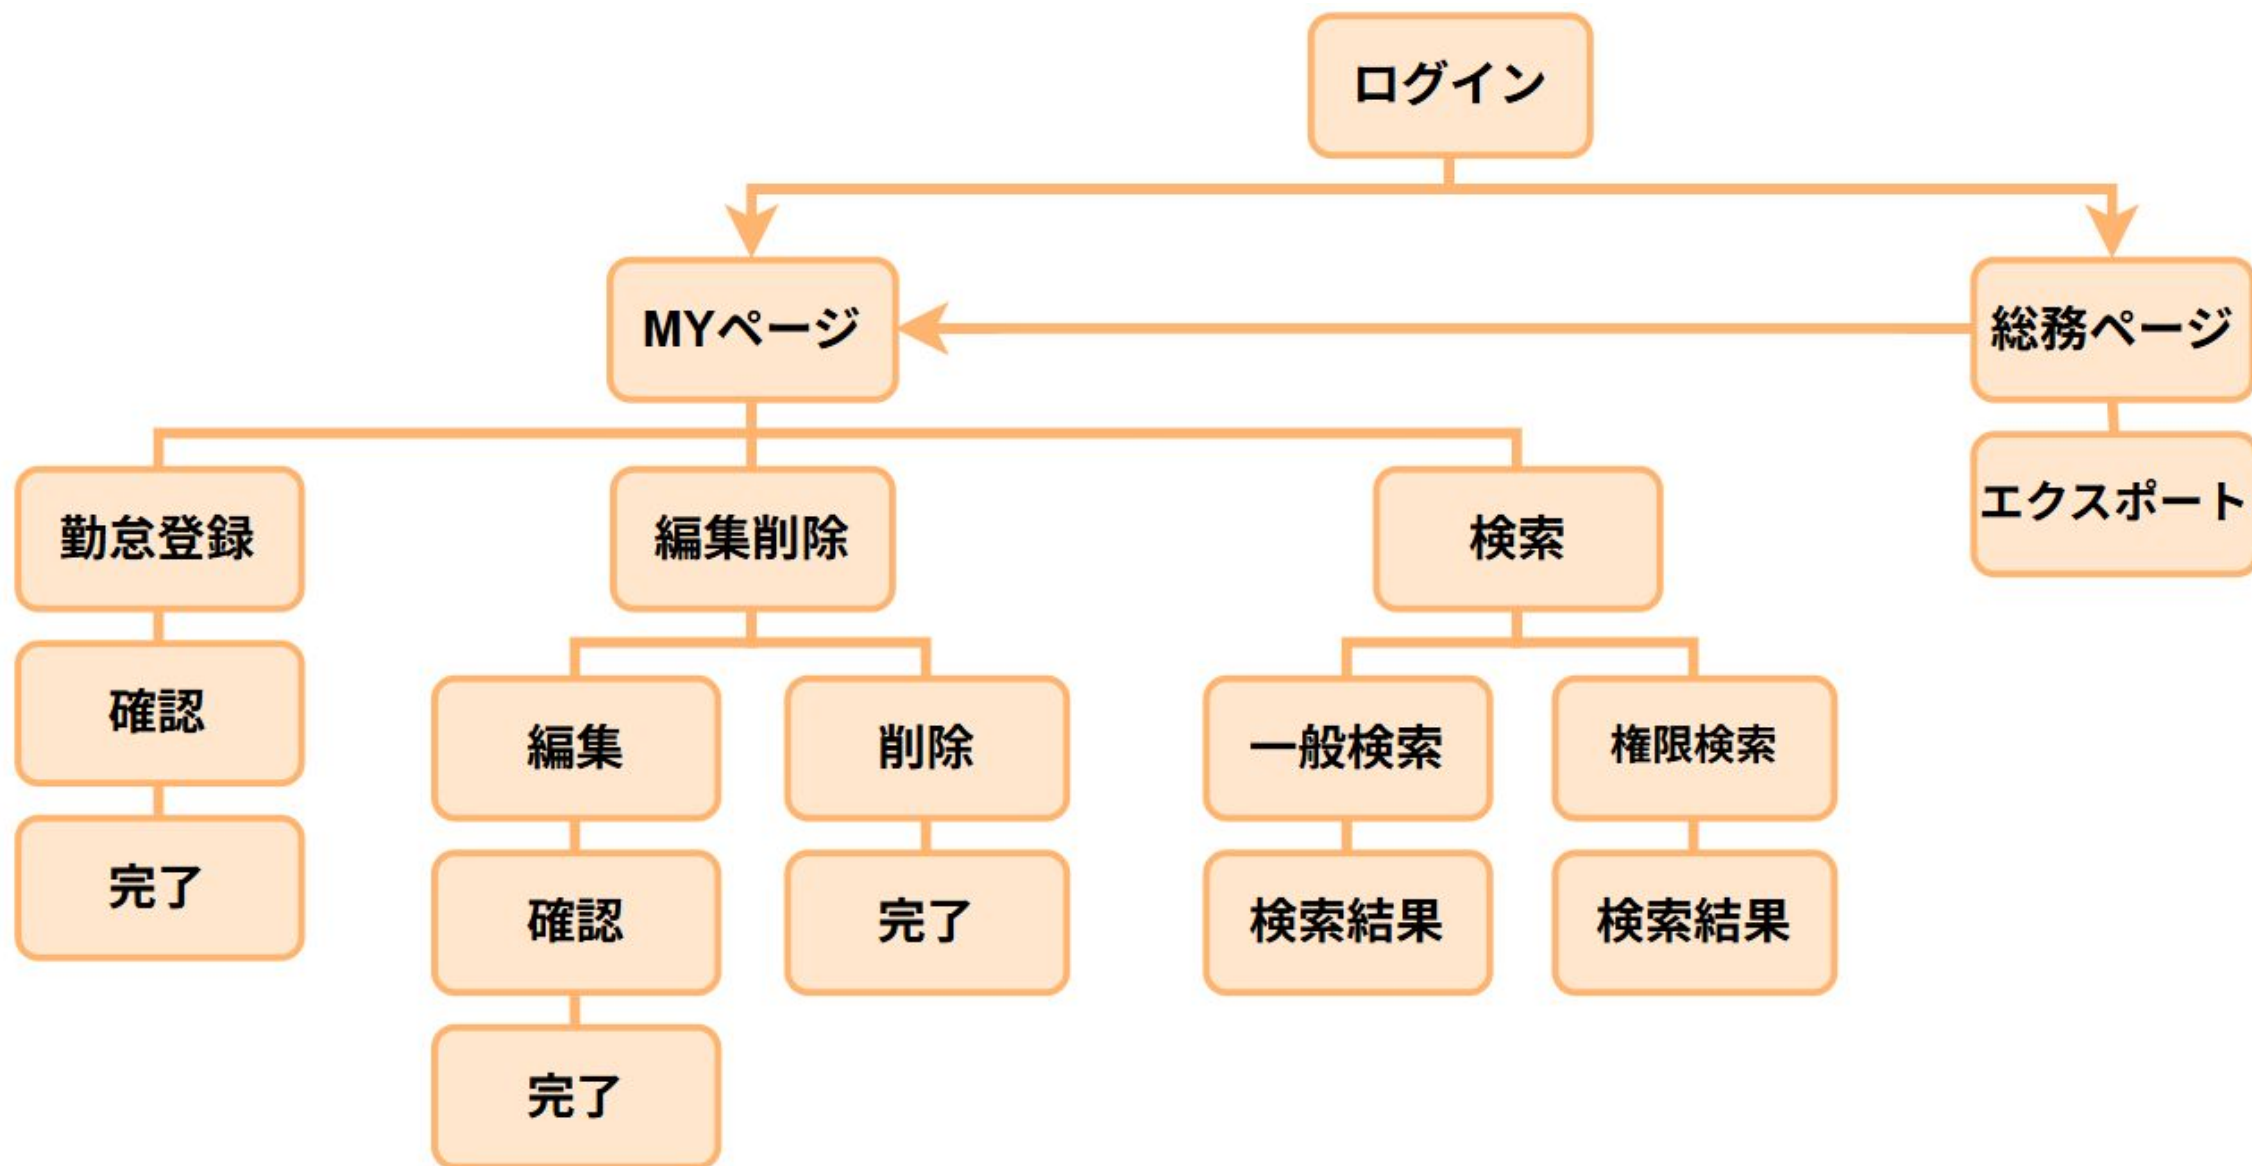 ログイン
MYページ
総務ページ
エクスポート
勤怠登録
編集削除
検索
確認
編集
削除
一般検索
権限検索
完了
確認
完了
検索結果
検索結果
完了